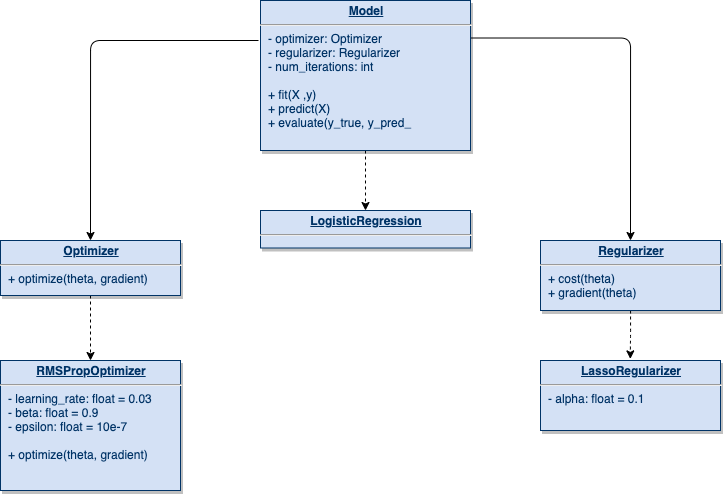 Model
- optimizer: Optimizer
- regularizer: Regularizer
- num_iterations: int
+ fit(X ,y)
+ predict(X)
+ evaluate(y_true, y_pred_
LogisticRegression
Optimizer
+ optimize(theta, gradient)
Regularizer
+ cost(theta)
+ gradient(theta)
RMSPropOptimizer
- learning_rate: float = 0.03
- beta: float = 0.9
- epsilon: float = 10e-7
+ optimize(theta, gradient)
LassoRegularizer
- alpha: float = 0.1